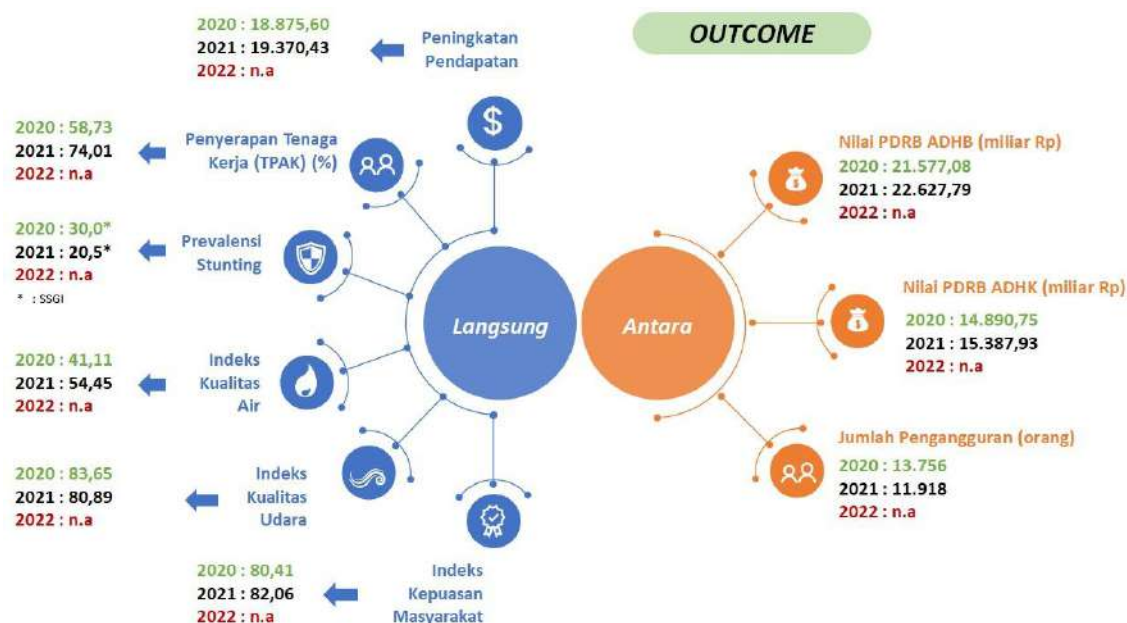 OUTCOME
2020 : 18.875,60
2021 : 19.370,43
2022 : n.a
Peningkatan
Pendapatan
2020 : 58,73
2021 : 74,01
2022 : n.a
Penyerapan Tenaga
Kerja (TPAK) (%)
2020 : 30,0*
2021 : 20,5*
2022 : n.a
* : SSGI
Prevalensi
Stunting
2020 : 41,11
2021 : 54,45
2022 : n.a
Indeks
Kualitas
Air
2020 : 83,65
2021 : 80,89
2022 : n.a
Indeks
Kualitas
Udara
2020 : 80,41
2021 : 82,06
2022 : n.a
Indeks
Kepuasan
Masyarakat
$
Langsung
Antara
Nilai PDRB ADHB (miliar Rp)
2020 : 21.577,08
2021 : 22.627,79
2022 : n.a
Nilai PDRB ADHK (miliar Rp)
2020 : 14.890,75
2021 : 15.387,93
2022 : n.a
Jumlah Pengangguran (orang)
2020 : 13.756
2021 : 11.918
2022 : n.a